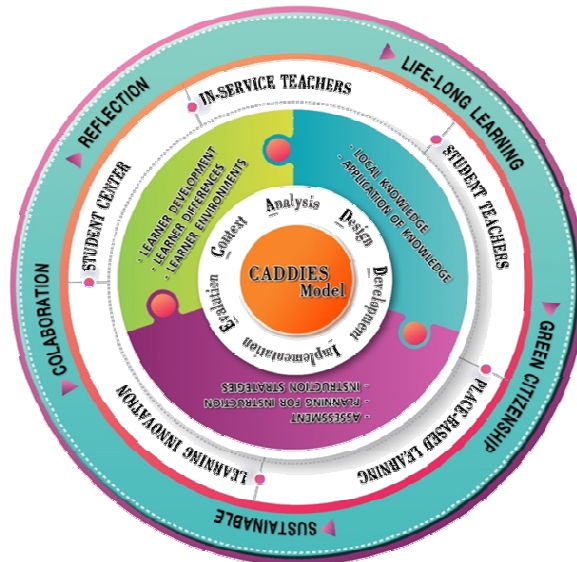 REFLECTION
LIFE-LONG LEARNING
GREEN CITIZENSHIP
SUSTAINABLE
COLABORATION
IN-SERVICE TEACHERS
STUDENT TEACHERS
PLACE-BASED LEARNING
LEARNING INNOVATION
STUDENT CENTER
- LEARNER DEVELOPMENT
- LEARNER DIFFERENCES
- LEARNER ENVIRONMENTS
- LOCAL KNOWLEDGE
- APPLICATION OF KNOWLEDGE
- ASSESSMENT
- PLANNING FOR INSTRUCTION
- INSTRUCTION STRATEGIES
Context
Analysis
Design
Development
Implementation
Evaluation
CADDIES
Model